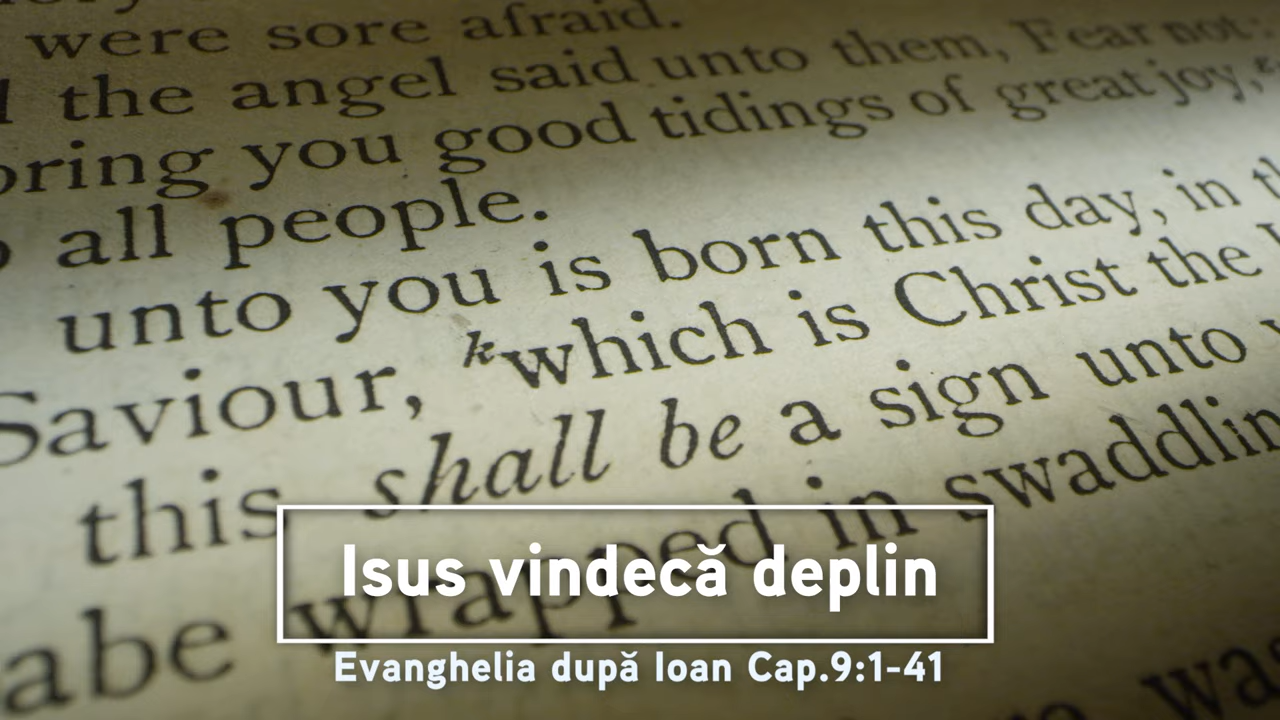 were sore afraid.
the angel said unto them, Fear not:
bring you good tidings of great joy,
all people.
unto you is born this day, in
Saviour, k which is Christ the
this shall be a sign unto
wrapped in
Isus vindecă deplin
Evanghelia după Ioan Cap.9:1-41